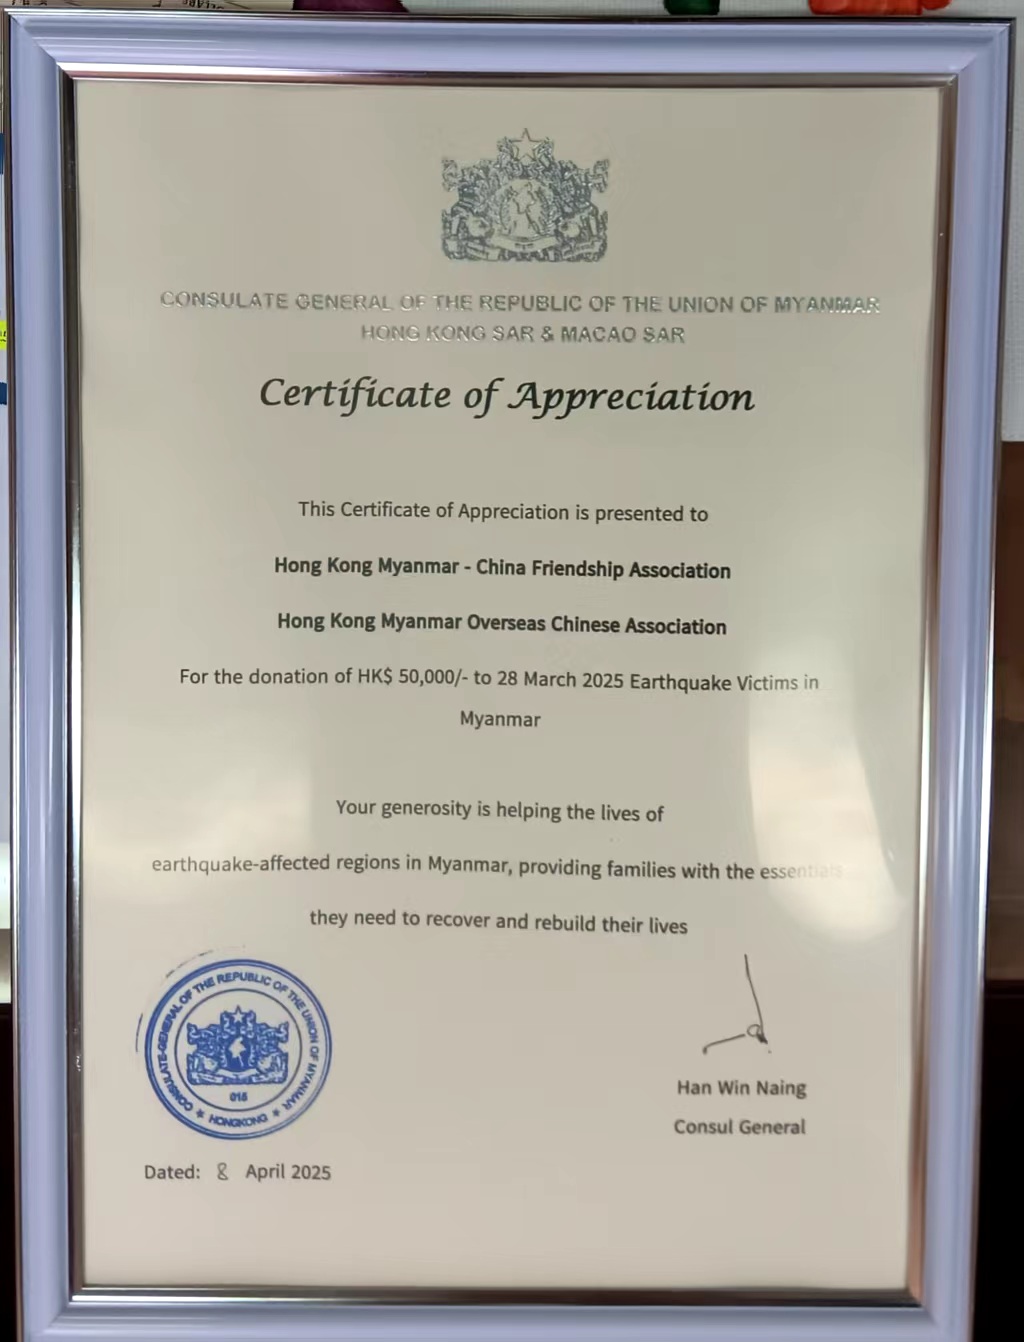 CONSULATE GENERAL OF THE REPUBLIC OF THE UNION OF MYANMAR
HONG KONG SAR & MACAO SAR
Certificate of Appreciation
This Certificate of Appreciation is presented to
Hong Kong Myanmar - China Friendship Association
Hong Kong Myanmar Overseas Chinese Association
For the donation of HK$ 50,000/- to 28 March 2025 Earthquake Victims in
Myanmar
Your generosity is helping the lives of
earthquake-affected regions in Myanmar, providing families with the essentials
they need to recover and rebuild their lives
CONSULATE-GENERAL OF THE REPUBLIC OF THE UNION OF MYANMAR
015
HONGKONG
Han Win Naing
Consul General
Dated: 8 April 2025